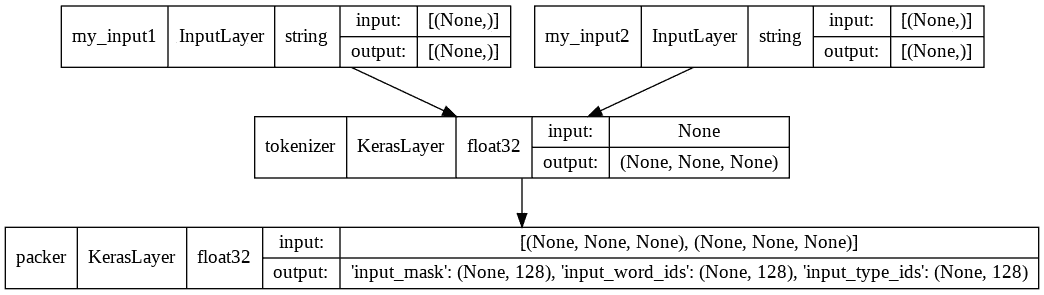 my_input1 InputLayer string input: [(None,)]
output: [(None,)]
my_input2 InputLayer string input: [(None,)]
output: [(None,)]
tokenizer KerasLayer float32 input: None
output: (None, None, None)
packer KerasLayer float32 input: [(None, None, None), (None, None, None)]
output: 'input_mask': (None, 128), 'input_word_ids': (None, 128), 'input_type_ids': (None, 128)